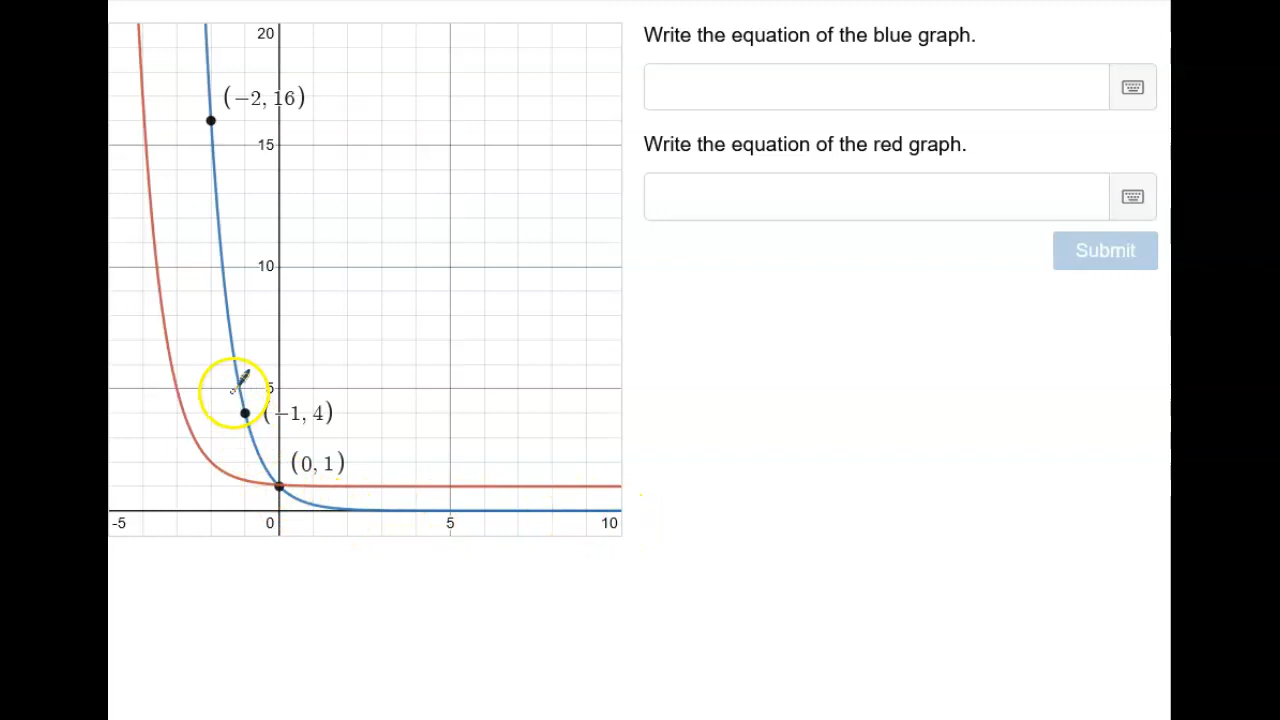 Write the equation of the blue graph.
Write the equation of the red graph.
Submit
20
(−2, 16)
15
10
5
(−1, 4)
(0, 1)
-5 0 5 10